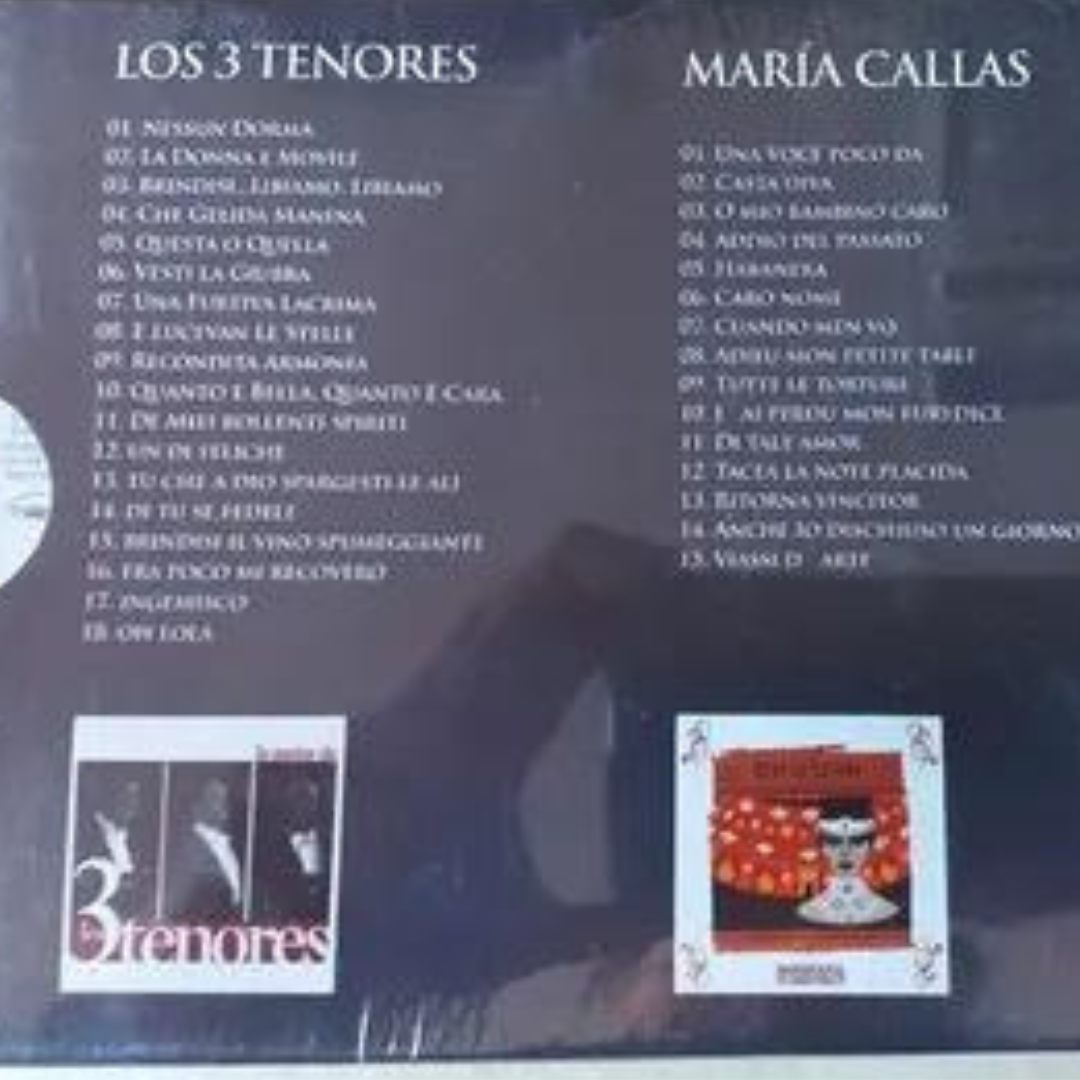 LOS 3 TENORES
01. NESSUN DORMA
02. LA DONNA E MOVILE
03. BRINDISI.. LIBIAMO, LIBIAMO
04. CHE GELIDA MANINA
05. QUESTA O QUELLA
06. VESTI LA GIUBBA
07. UNA FURTIVA LACRIMA
08. E LUCEVAN LE STELLE
09. RECONDITA ARMONIA
10. QUANTO E BELLA, QUANTO E CARA
11. DE MIEI BOLLENTI SPIRITI
12. UN DI FELICHE
13. TU CHE A DIO SPARGESTI LE ALI
14. DI TU SE FEDELE
15. BRINDISI IL VINO SPUMEGGIANTE
16. FRA POCO MI RECOVERO
17. INGEMISCO
18. OH LOLA
3 tenores
MARÍA CALLAS
01. UNA VOCE POCO DA
02. CASTA DIVA
03. O MIO BAMBINO CARO
04. ADDIO DEL PASSATO
05. HABANERA
06. CARO NOME
07. CUANDO MEN VO
08. ADIEU MON PETITE TABLE
09. TUTTE LE TORTURE
10. J AI PERDU MON EURYDICE
11. DI TALE AMOR
12. TACEA LA NOTE PLACIDA
13. RITORNA VINCITOR
14. ANCHE IO DISCHIUSO UN GIORNO
15. VIASSI D ARTE